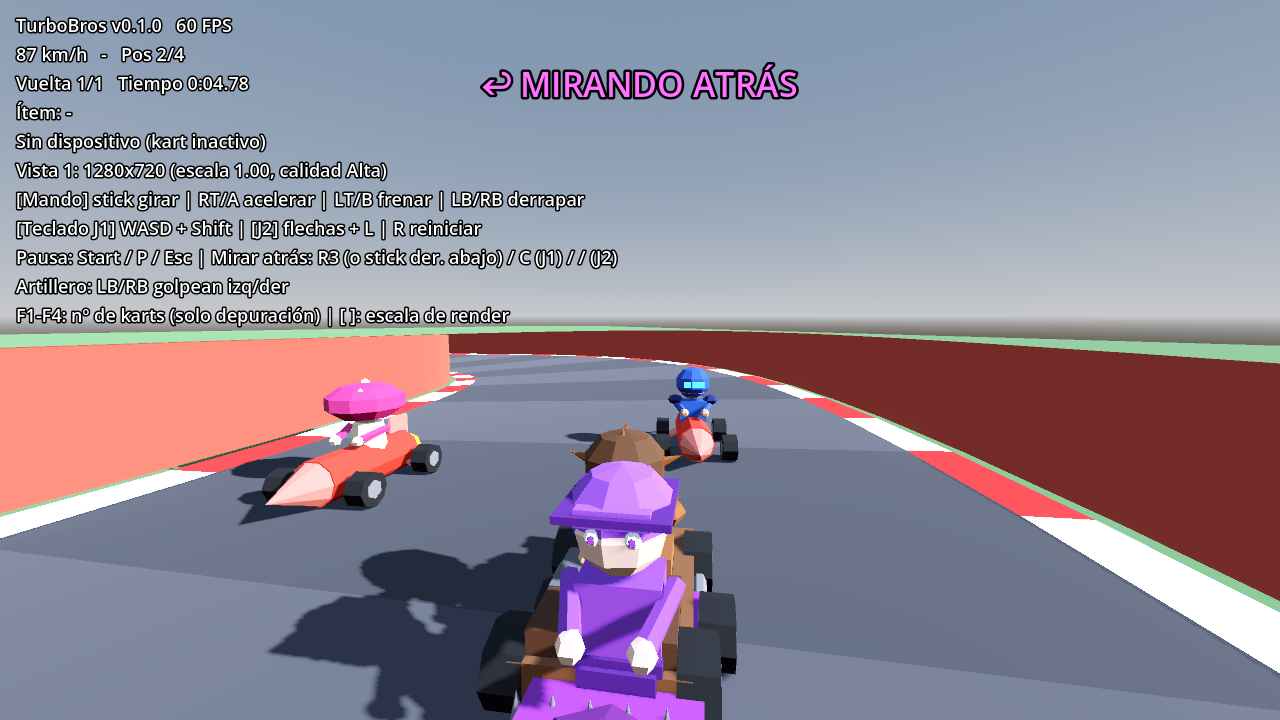 TurboBros v0.1.0   60 FPS
87 km/h  -  Pos 2/4
Vuelta 1/1   Tiempo 0:04.78
Ítem: -
Sin dispositivo (kart inactivo)
Vista 1: 1280x720 (escala 1.00, calidad Alta)
[Mando] stick girar | RT/A acelerar | LT/B frenar | LB/RB derrapar
[Teclado J1] WASD + Shift | [J2] flechas + L | R reiniciar
Pausa: Start / P / Esc | Mirar atrás: R3 (o stick der. abajo) / C (J1) / / (J2)
Artillero: LB/RB golpean izq/der
F1-F4: nº de karts (solo depuración) | [ ]: escala de render
↩ MIRANDO ATRÁS